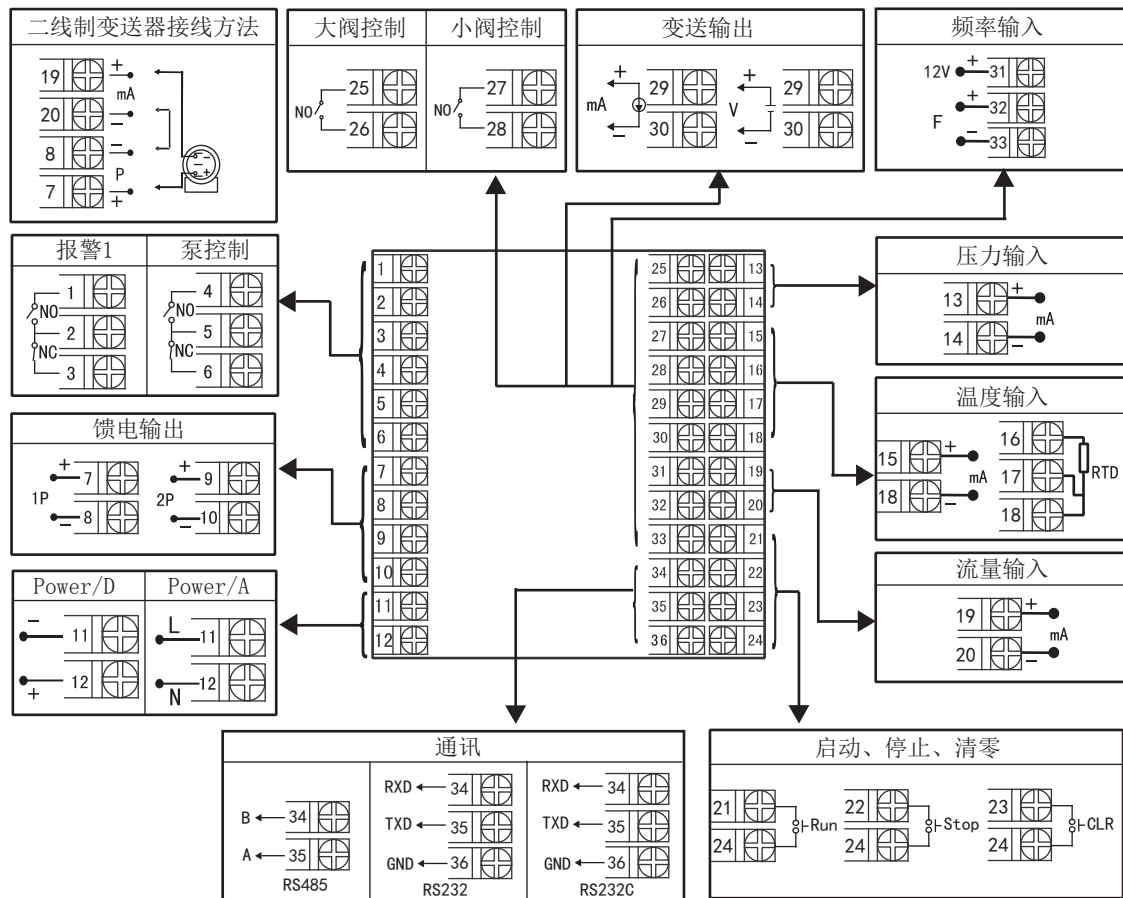 二线制变送器接线方法
19 +
mA
20 −
8 −
P
7 +
− − +
大阀控制 小阀控制
25 27
NO NO
26 28
变送输出
+ 29 + 29
mA V
− 30 − 30
频率输入
12V + 31
+ 32
F
− 33
报警1 泵控制
1 4
NO NO
2 5
NC NC
3 6
馈电输出
+ 7 + 9
1P 2P
− 8 − 10
Power/D Power/A
− 11 L 11
+ 12 N 12
1 25 13
2 26 14
3 27 15
4 28 16
5 29 17
6 30 18
7 31 19
8 32 20
9 33 21
10 34 22
11 35 23
12 36 24
压力输入
13 +
mA
14 −
温度输入
15 + 16
mA 17 RTD
18 − 18
流量输入
19 +
mA
20 −
通讯
RXD 34 RXD 34
B 34 TXD 35 TXD 35
A 35 GND 36 GND 36
RS485 RS232 RS232C
启动、停止、清零
21 22 23
Run Stop CLR
24 24 24